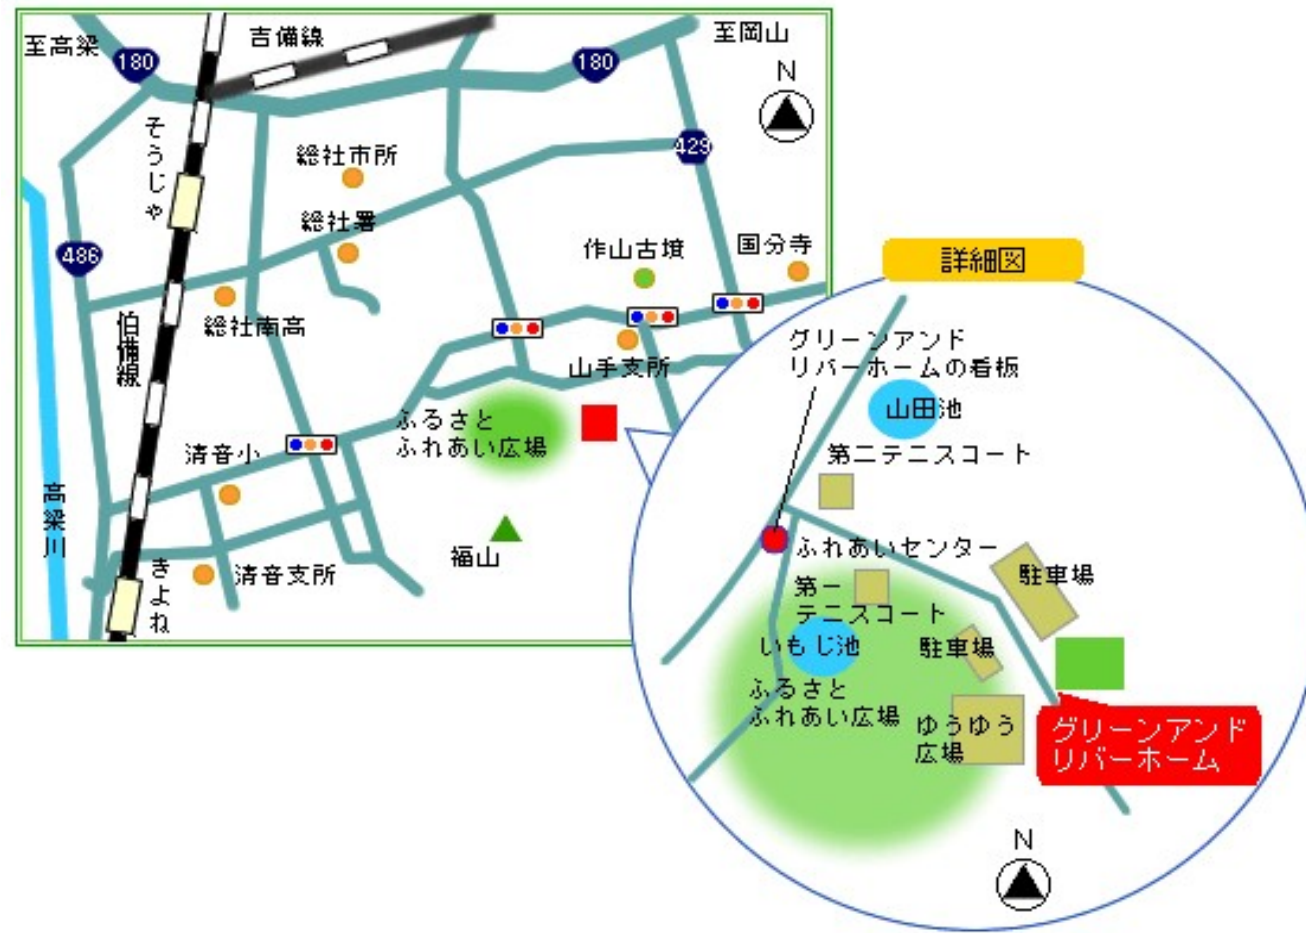 至高梁
180
吉備線
180
至岡山
N
そうじゃ
総社市所
429
486
総社署
作山古墳
国分寺
詳細図
伯備線
総社南高
山手支所
グリーンアンド
リバーホームの看板
山田池
ふるさと
ふれあい広場
清音小
第二テニスコート
高梁川
福山
清音支所
きよね
ふれあいセンター
駐車場
第一
テニスコート
いもじ池
駐車場
ふるさと
ふれあい広場
ゆうゆう
広場
グリーンアンド
リバーホーム
N